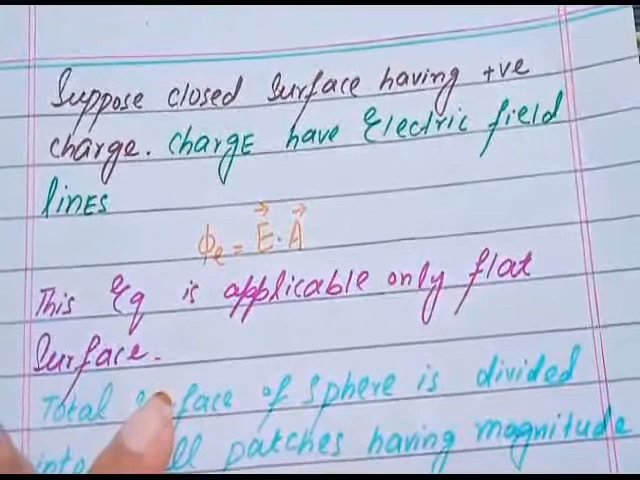 Suppose closed surface having +ve
charge. chargE have Electric field
linEs
ϕe = E⃗ · A⃗
This Eq is applicable only flat
surface.
Total of sphere is divided
into patches having magnitude